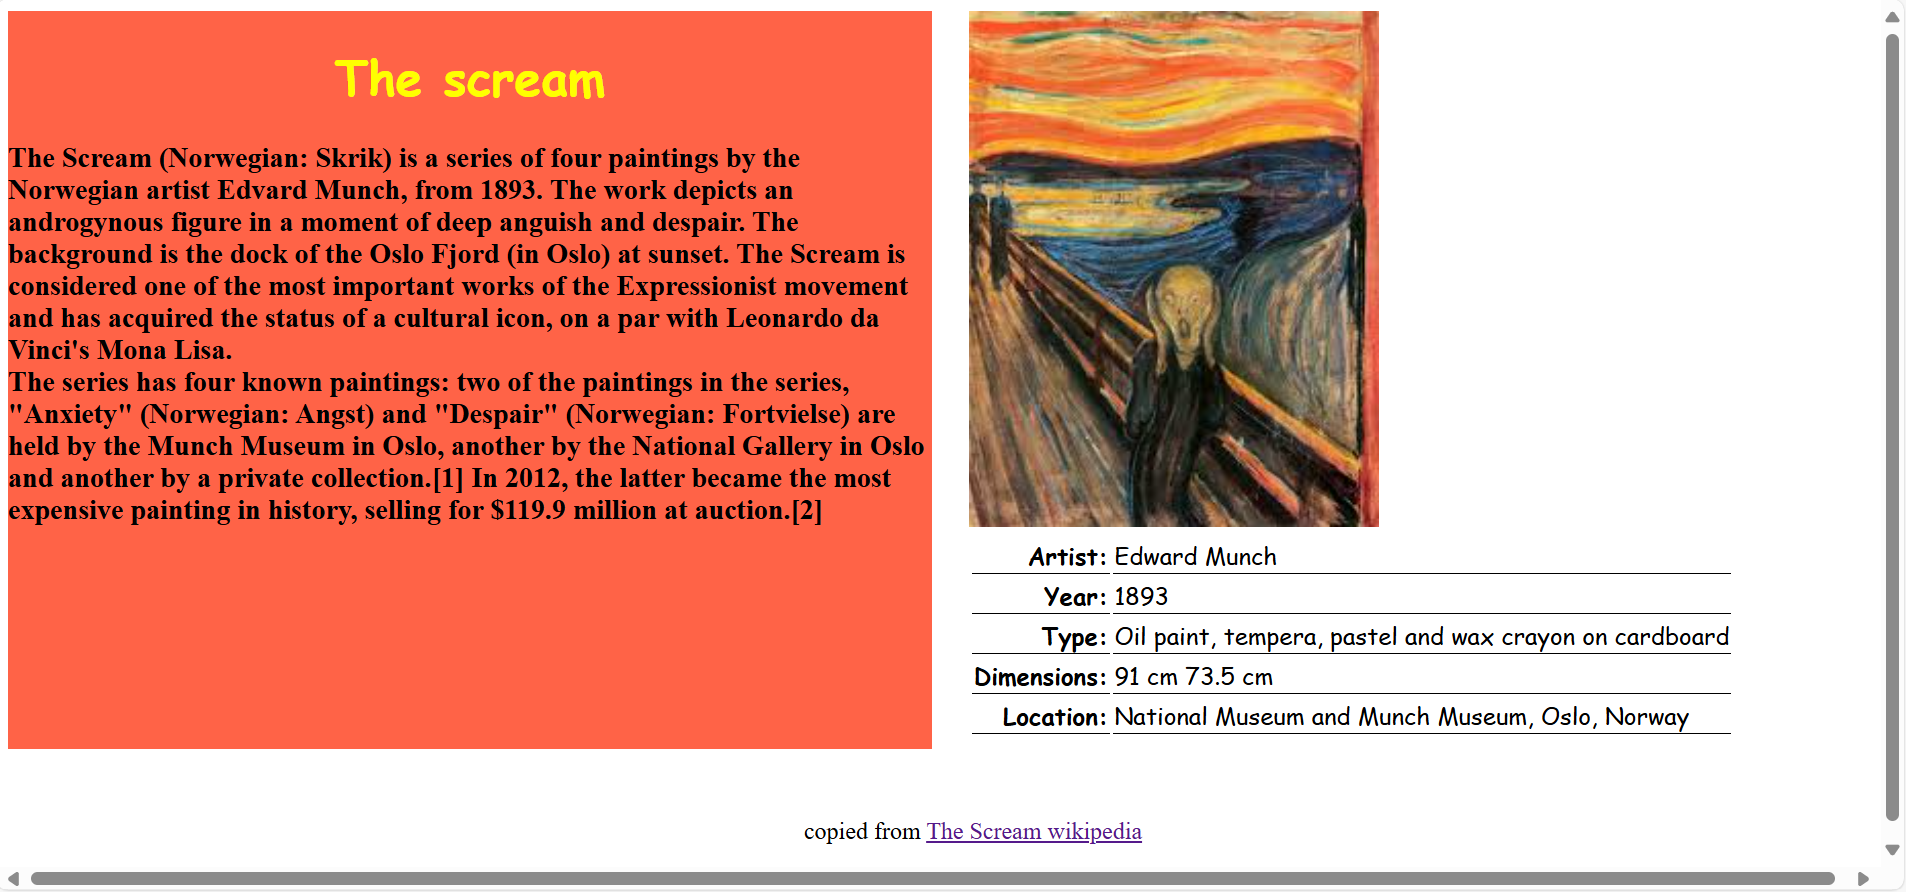 The scream
The Scream (Norwegian: Skrik) is a series of four paintings by the
Norwegian artist Edvard Munch, from 1893. The work depicts an
androgynous figure in a moment of deep anguish and despair. The
background is the dock of the Oslo Fjord (in Oslo) at sunset. The Scream is
considered one of the most important works of the Expressionist movement
and has acquired the status of a cultural icon, on a par with Leonardo da
Vinci's Mona Lisa.
The series has four known paintings: two of the paintings in the series,
"Anxiety" (Norwegian: Angst) and "Despair" (Norwegian: Fortvielse) are
held by the Munch Museum in Oslo, another by the National Gallery in Oslo
and another by a private collection.[1] In 2012, the latter became the most
expensive painting in history, selling for $119.9 million at auction.[2]
Artist: Edward Munch
Year: 1893
Type: Oil paint, tempera, pastel and wax crayon on cardboard
Dimensions: 91 cm 73.5 cm
Location: National Museum and Munch Museum, Oslo, Norway
copied from The Scream wikipedia